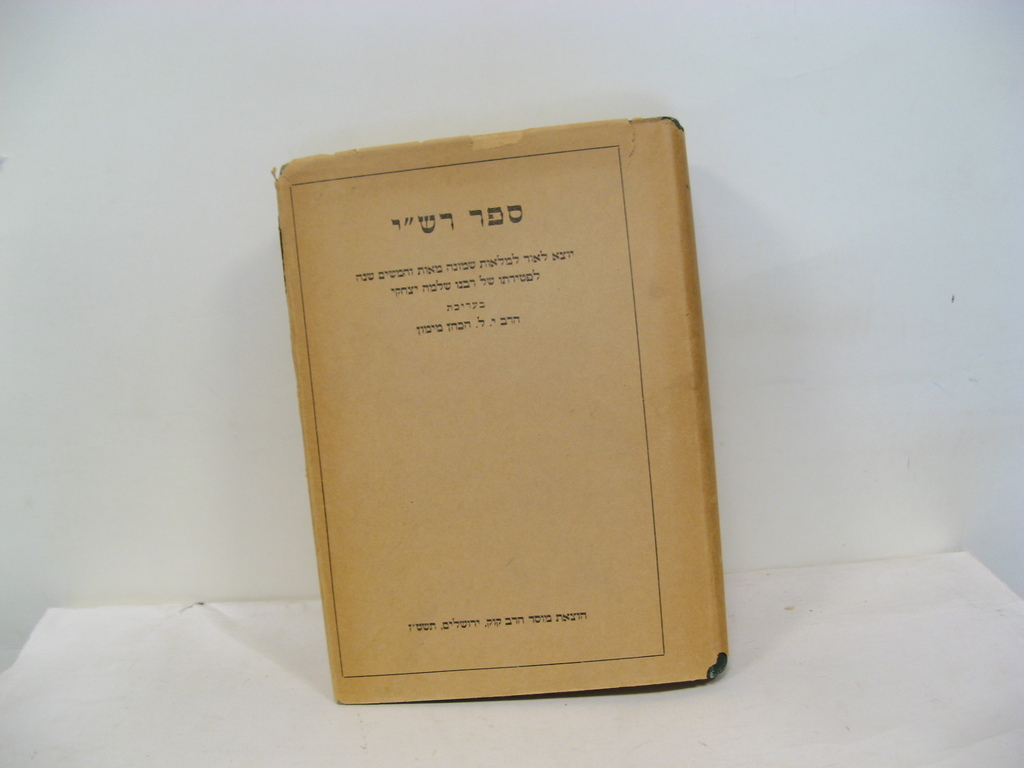 ספר רש״י
יוצא לאור למלאות שמונה מאות וחמשים שנה
לפטירתו של רבנו שלמה יצחקי
בעריכת
הרב י. ל. הכהן מימון
הוצאת מוסד הרב קוק, ירושלים, תשט״ז